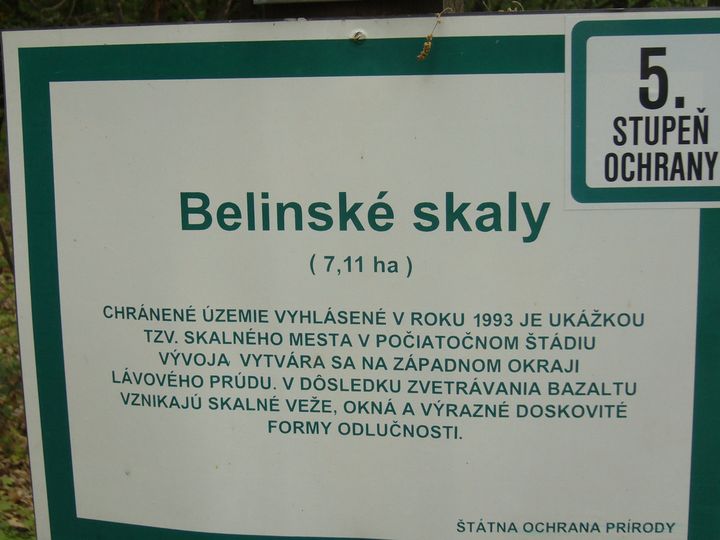 5.
STUPEŇ
OCHRANY
Belinské skaly
( 7,11 ha )
CHRÁNENÉ ÚZEMIE VYHLÁSENÉ V ROKU 1993 JE UKÁŽKOU
TZV. SKALNÉHO MESTA V POČIATOČNOM ŠTÁDIU
VÝVOJA VYTVÁRA SA NA ZÁPADNOM OKRAJI
LÁVOVÉHO PRÚDU. V DÔSLEDKU ZVETRÁVANIA BAZALTU
VZNIKAJÚ SKALNÉ VEŽE, OKNÁ A VÝRAZNÉ DOSKOVITÉ
FORMY ODLUČNOSTI.
ŠTÁTNA OCHRANA PRÍRODY